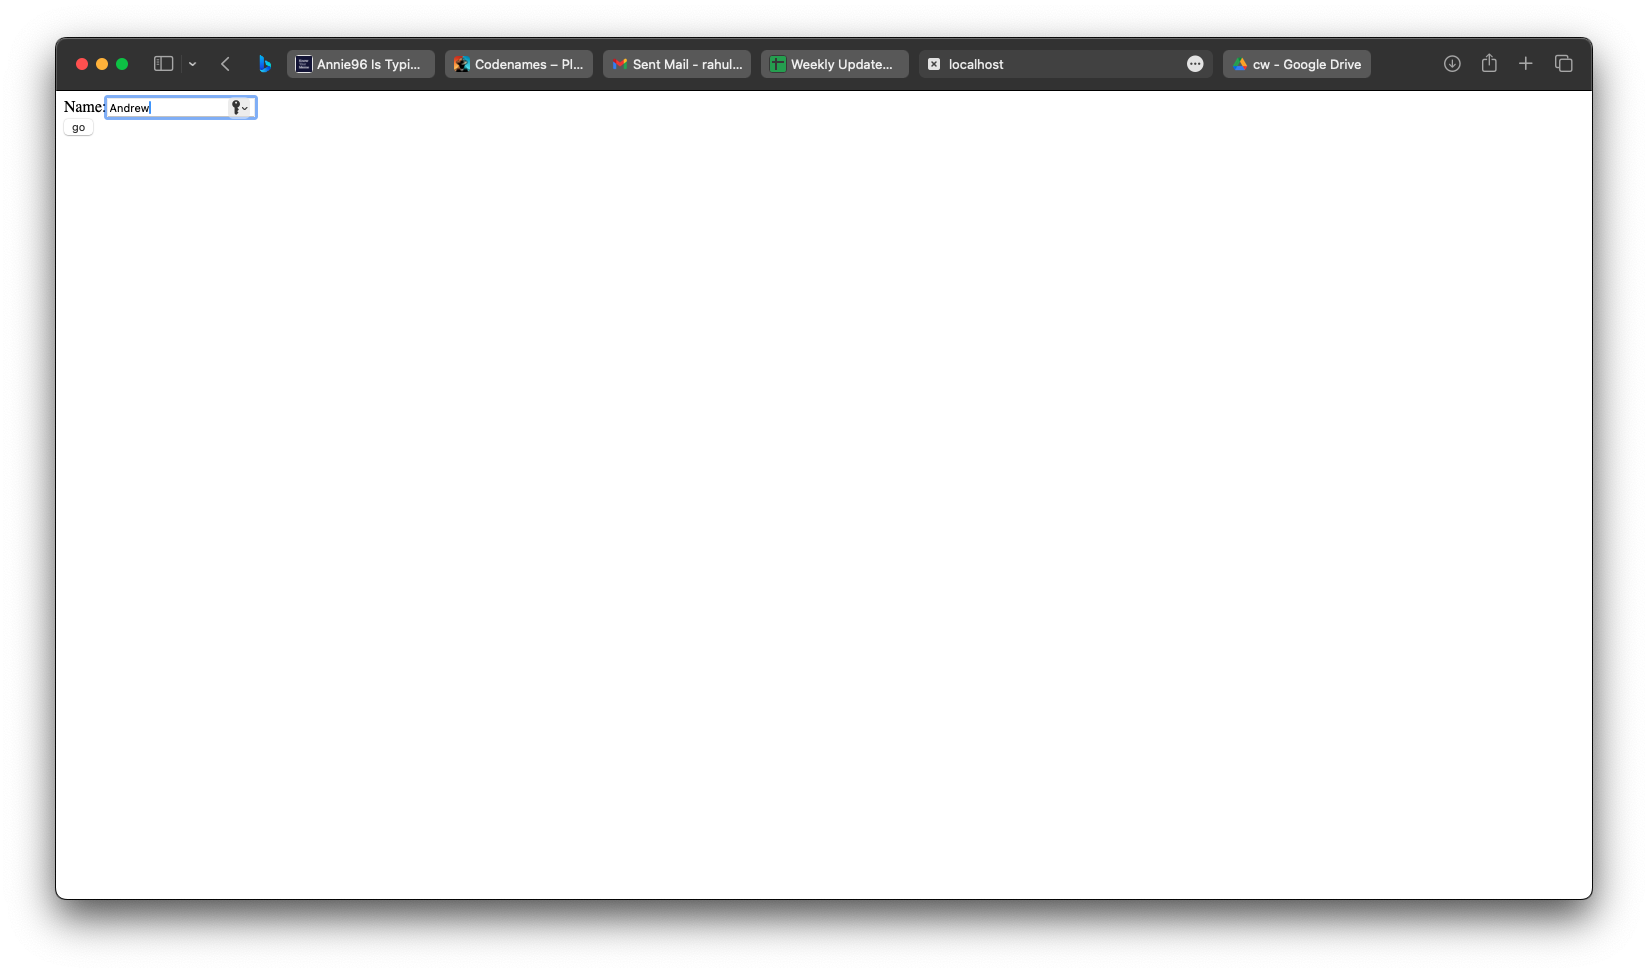 Annie96 Is Typi... Codenames – Pl... Sent Mail - rahul... Weekly Update... localhost cw - Google Drive
Name: Andrew
go